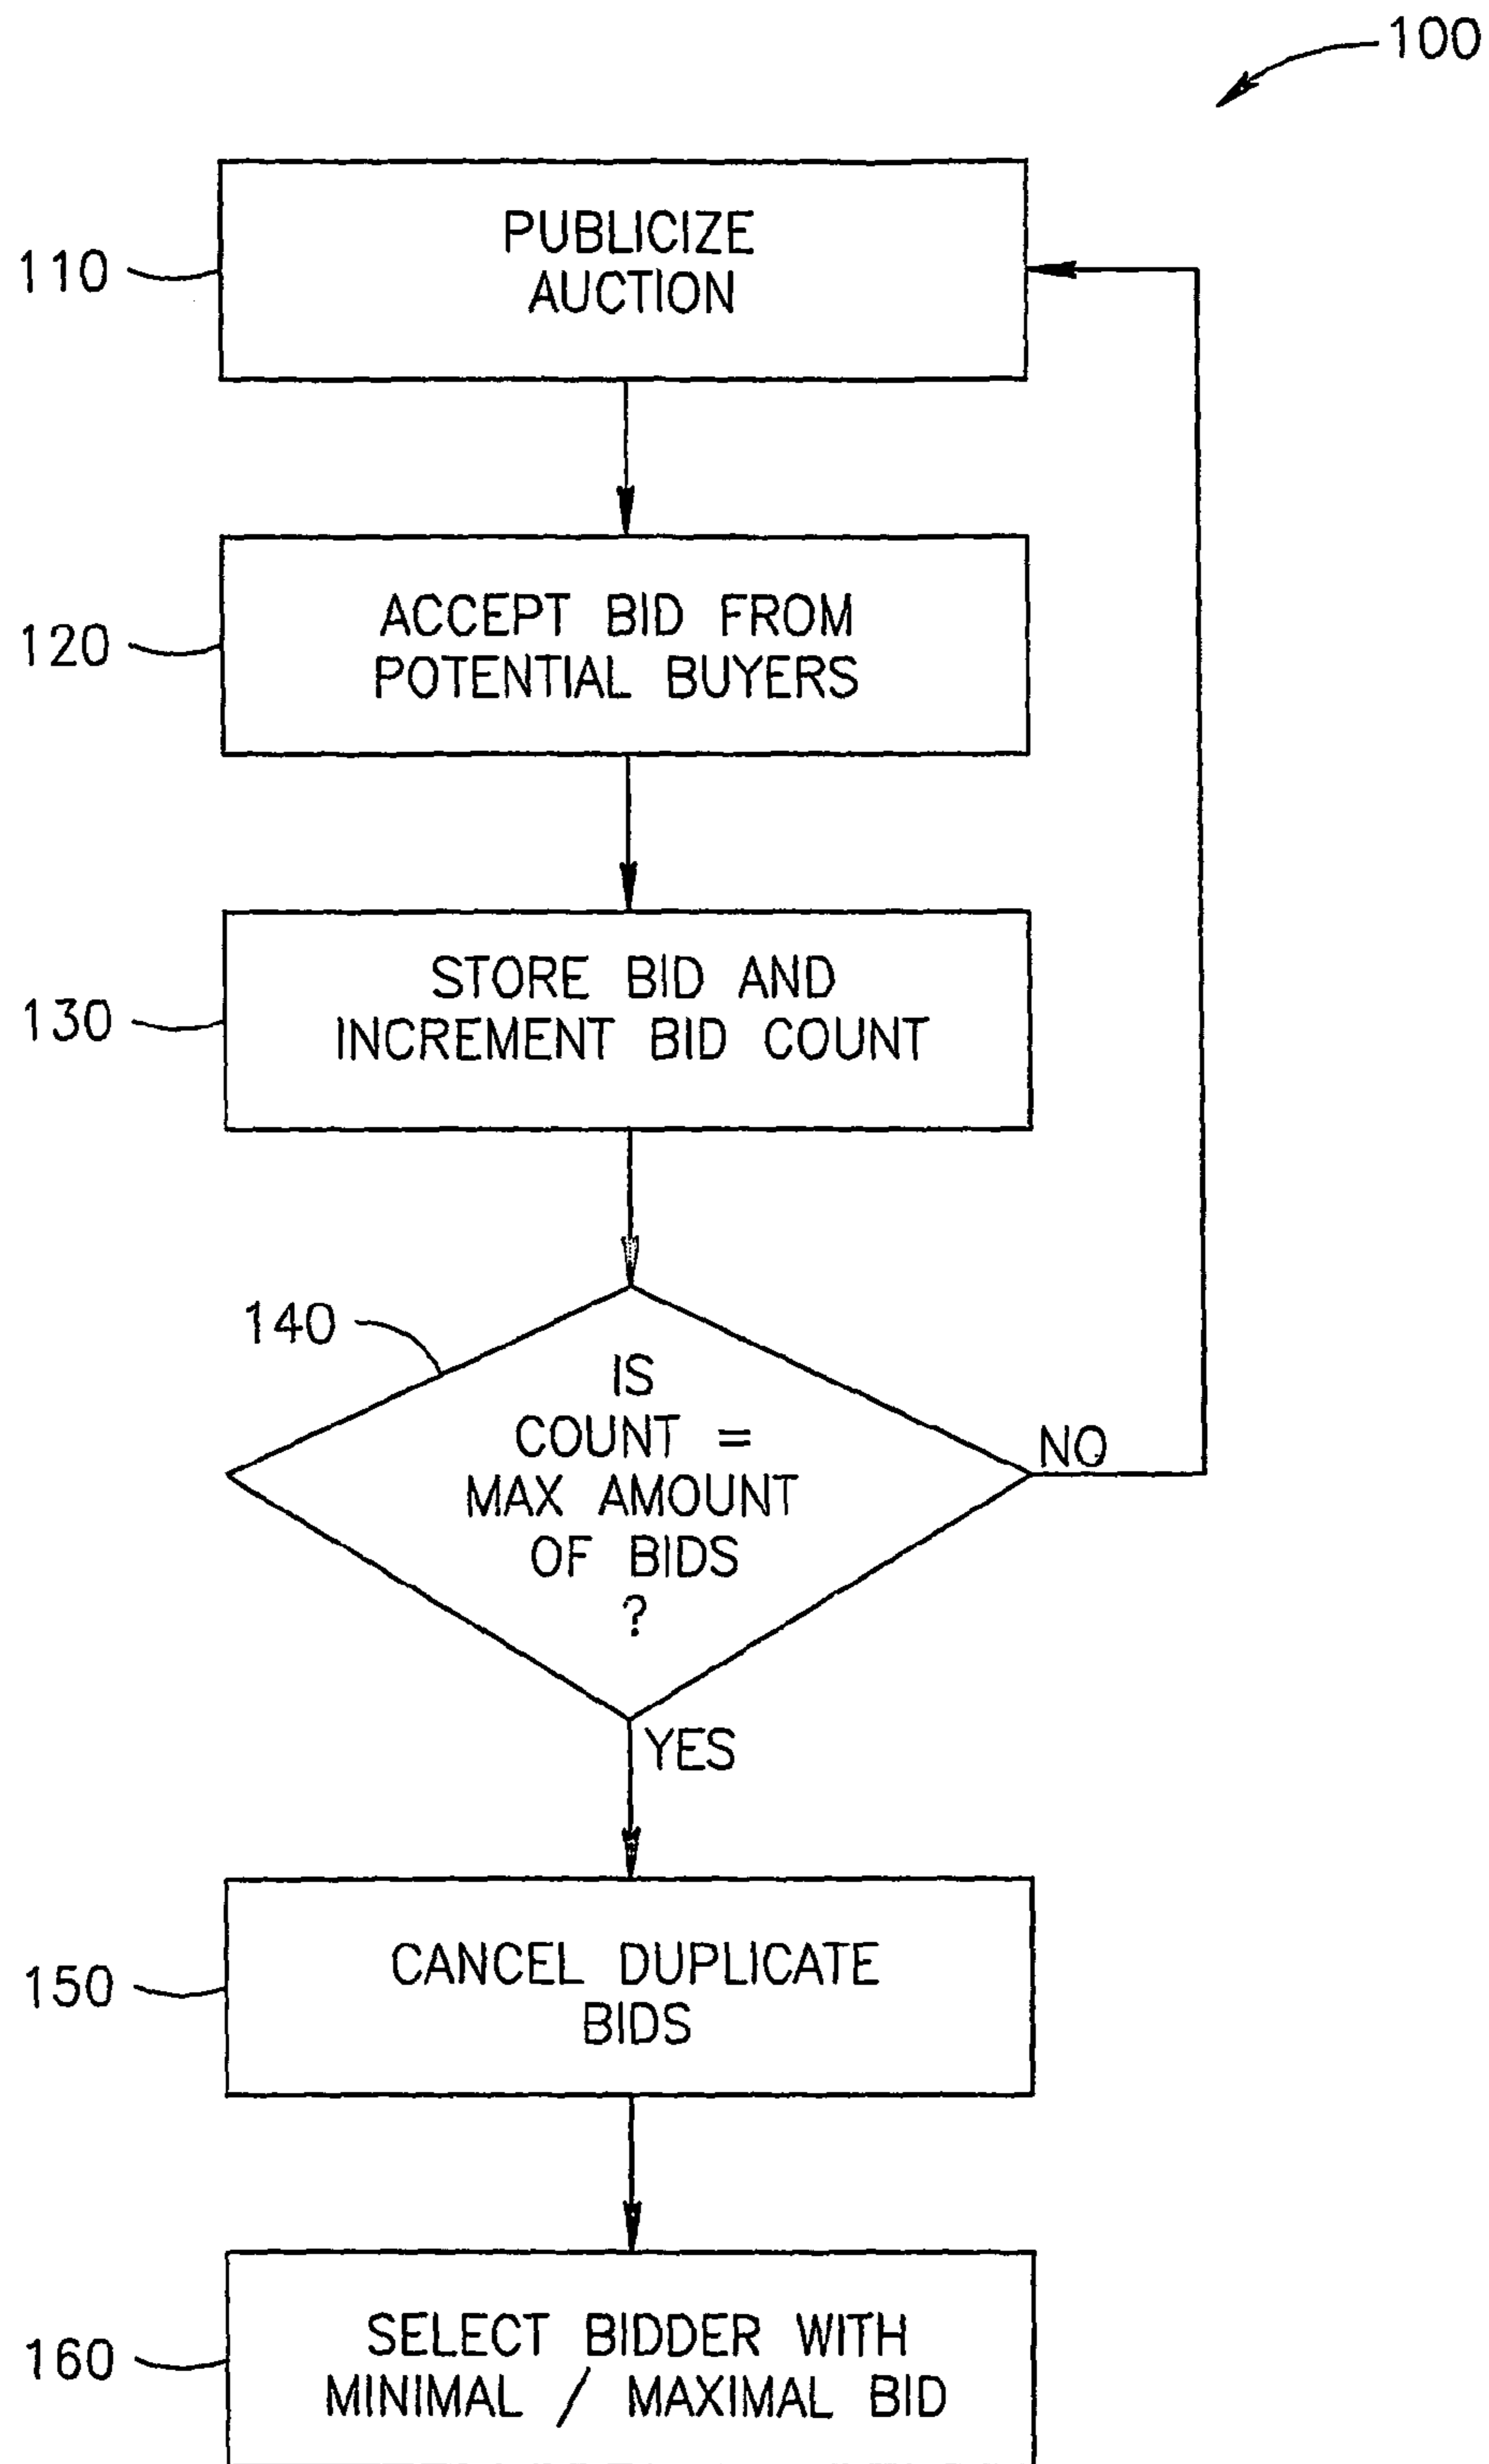 100
110
PUBLICIZE
AUCTION
120
ACCEPT BID FROM
POTENTIAL BUYERS
130
STORE BID AND
INCREMENT BID COUNT
140
IS
COUNT =
MAX AMOUNT
OF BIDS
?
NO
YES
150
CANCEL DUPLICATE
BIDS
160
SELECT BIDDER WITH
MINIMAL / MAXIMAL BID